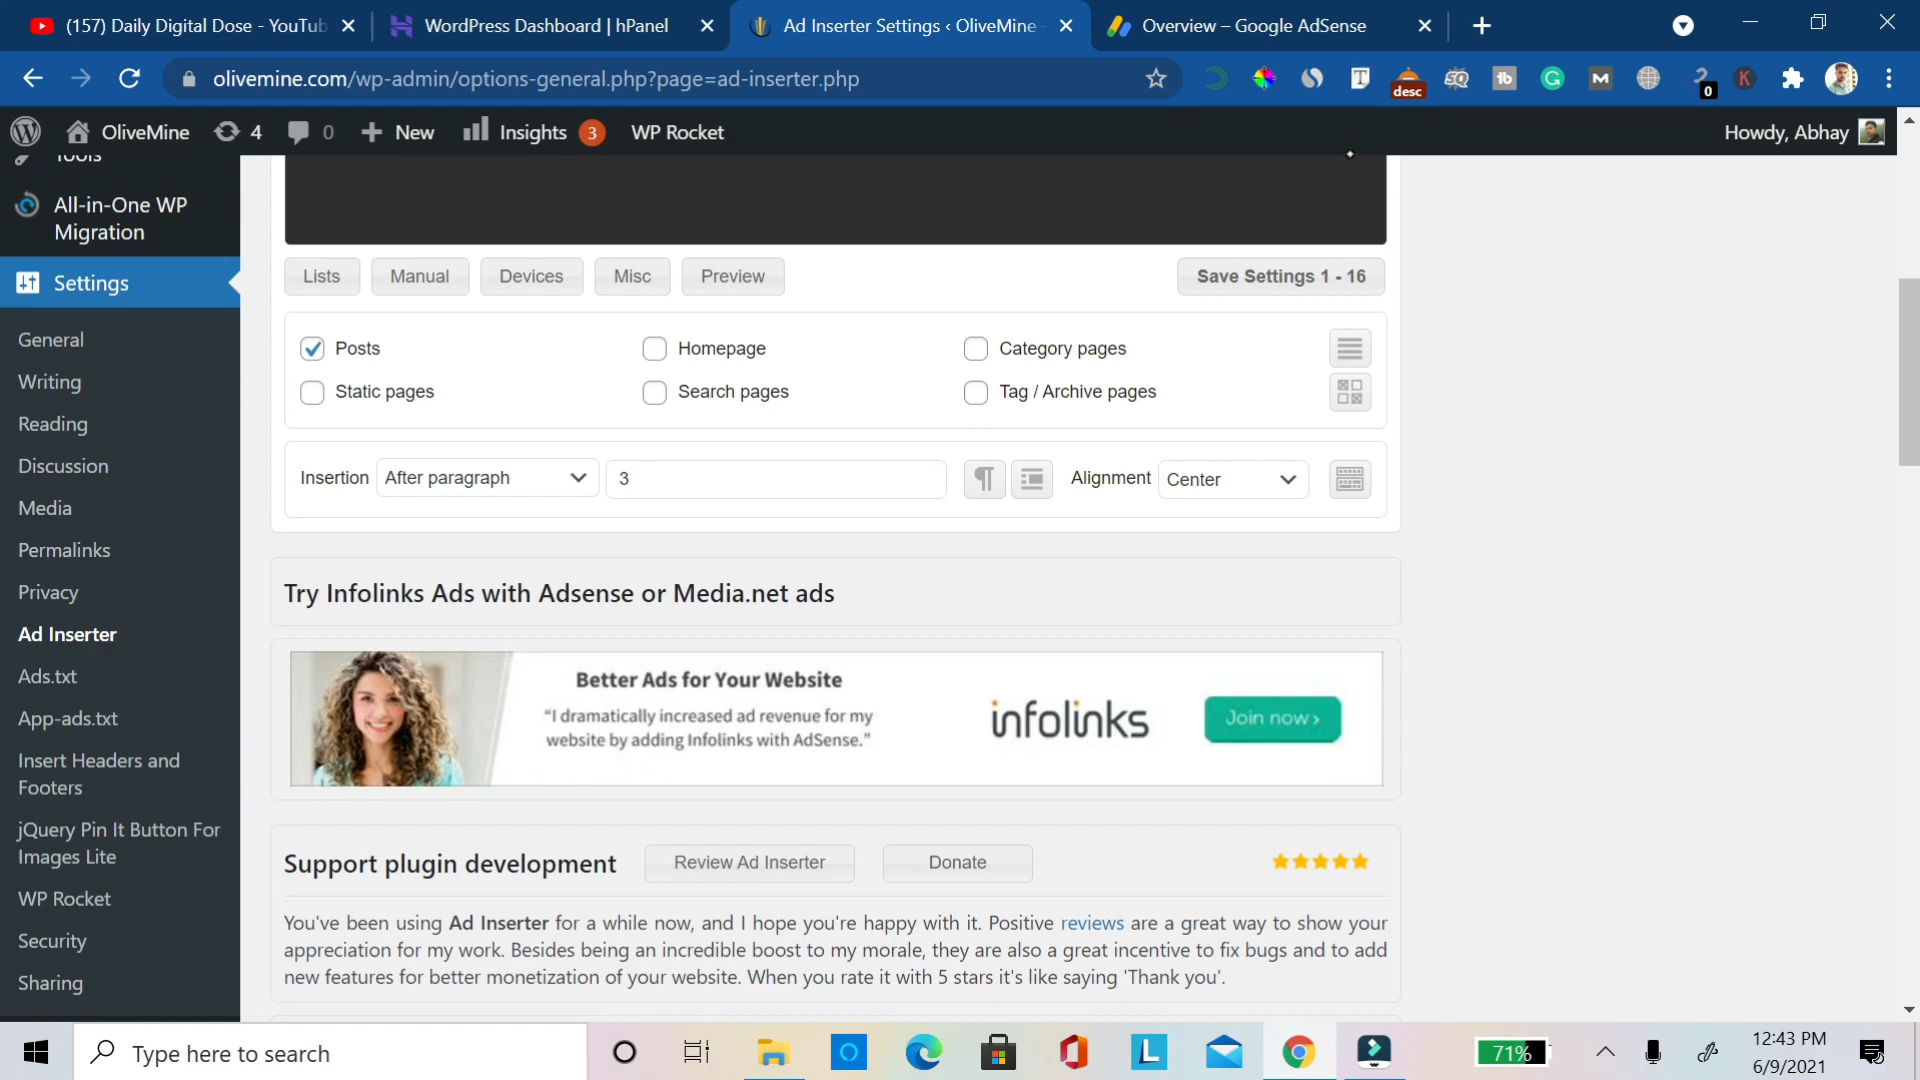 (157) Daily Digital Dose - YouTub
WordPress Dashboard | hPanel
Ad Inserter Settings ‹ OliveMine -
Overview – Google AdSense
olivemine.com/wp-admin/options-general.php?page=ad-inserter.php
desc
SQ
tb
G
M
0
K
OliveMine
4
0
New
Insights
3
WP Rocket
Howdy, Abhay
Tools
All-in-One WP
Migration
Settings
General
Writing
Reading
Discussion
Media
Permalinks
Privacy
Ad Inserter
Ads.txt
App-ads.txt
Insert Headers and
Footers
jQuery Pin It Button For
Images Lite
WP Rocket
Security
Sharing
Lists
Manual
Devices
Misc
Preview
Save Settings 1 - 16
Posts
Homepage
Category pages
Static pages
Search pages
Tag / Archive pages
Insertion
After paragraph
3
Alignment
Center
Try Infolinks Ads with Adsense or Media.net ads
Better Ads for Your Website
“I dramatically increased ad revenue for my
website by adding Infolinks with AdSense.”
infolinks
Join now ›
Support plugin development
Review Ad Inserter
Donate
You've been using Ad Inserter for a while now, and I hope you're happy with it. Positive reviews are a great way to show your
appreciation for my work. Besides being an incredible boost to my morale, they are also a great incentive to fix bugs and to add
new features for better monetization of your website. When you rate it with 5 stars it's like saying 'Thank you'.
Type here to search
L
71%
12:43 PM
6/9/2021